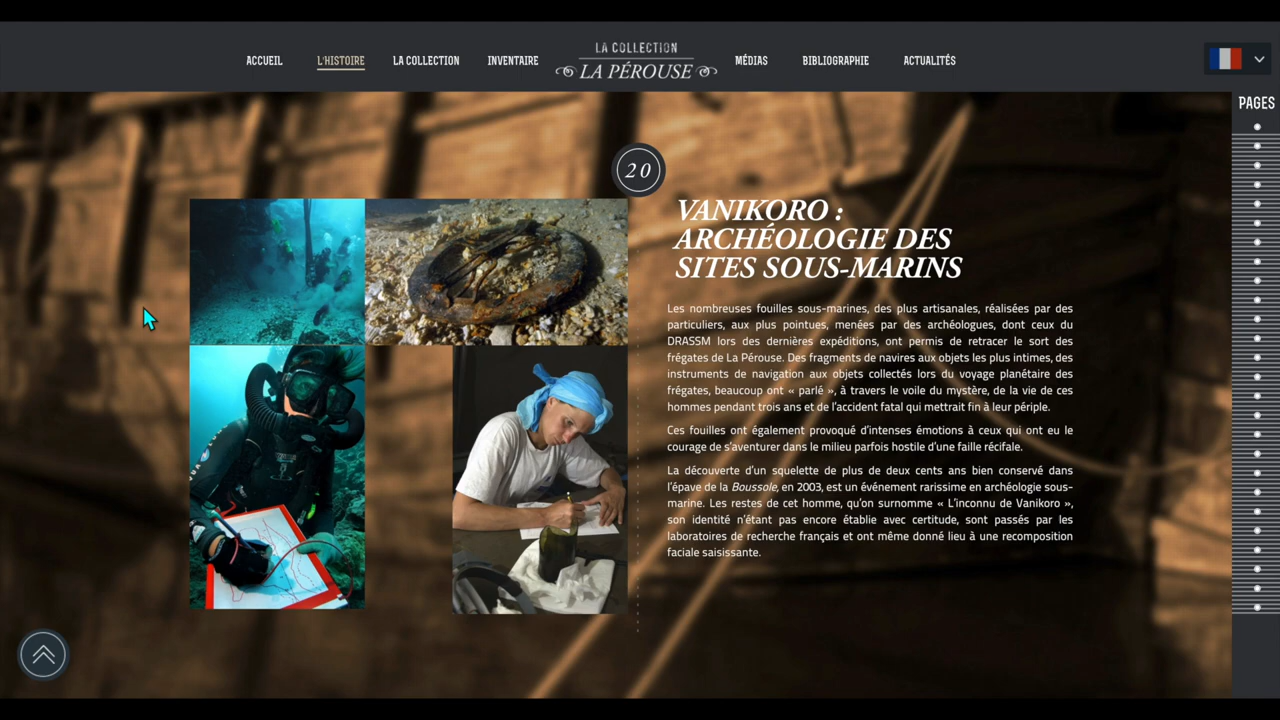 ACCUEIL
L'HISTOIRE
LA COLLECTION
INVENTAIRE
LA COLLECTION
LA PÉROUSE
MÉDIAS
BIBLIOGRAPHIE
ACTUALITÉS
PAGES
20
VANIKORO :
ARCHÉOLOGIE DES
SITES SOUS-MARINS
Les nombreuses fouilles sous-marines, des plus artisanales, réalisées par des
particuliers, aux plus pointues, menées par des archéologues, dont ceux du
DRASSM lors des dernières expéditions, ont permis de retracer le sort des
frégates de La Pérouse. Des fragments de navires aux objets les plus intimes, des
instruments de navigation aux objets collectés lors du voyage planétaire des
frégates, beaucoup ont « parlé », à travers le voile du mystère, de la vie de ces
hommes pendant trois ans et de l'accident fatal qui mettrait fin à leur périple.
Ces fouilles ont également provoqué d'intenses émotions à ceux qui ont eu le
courage de s'aventurer dans le milieu parfois hostile d'une faille récifale.
La découverte d'un squelette de plus de deux cents ans bien conservé dans
l'épave de la Boussole, en 2003, est un événement rarissime en archéologie sous-
marine. Les restes de cet homme, qu'on surnomme « L'inconnu de Vanikoro »,
son identité n'étant pas encore établie avec certitude, sont passés par les
laboratoires de recherche français et ont même donné lieu à une recomposition
faciale saisissante.